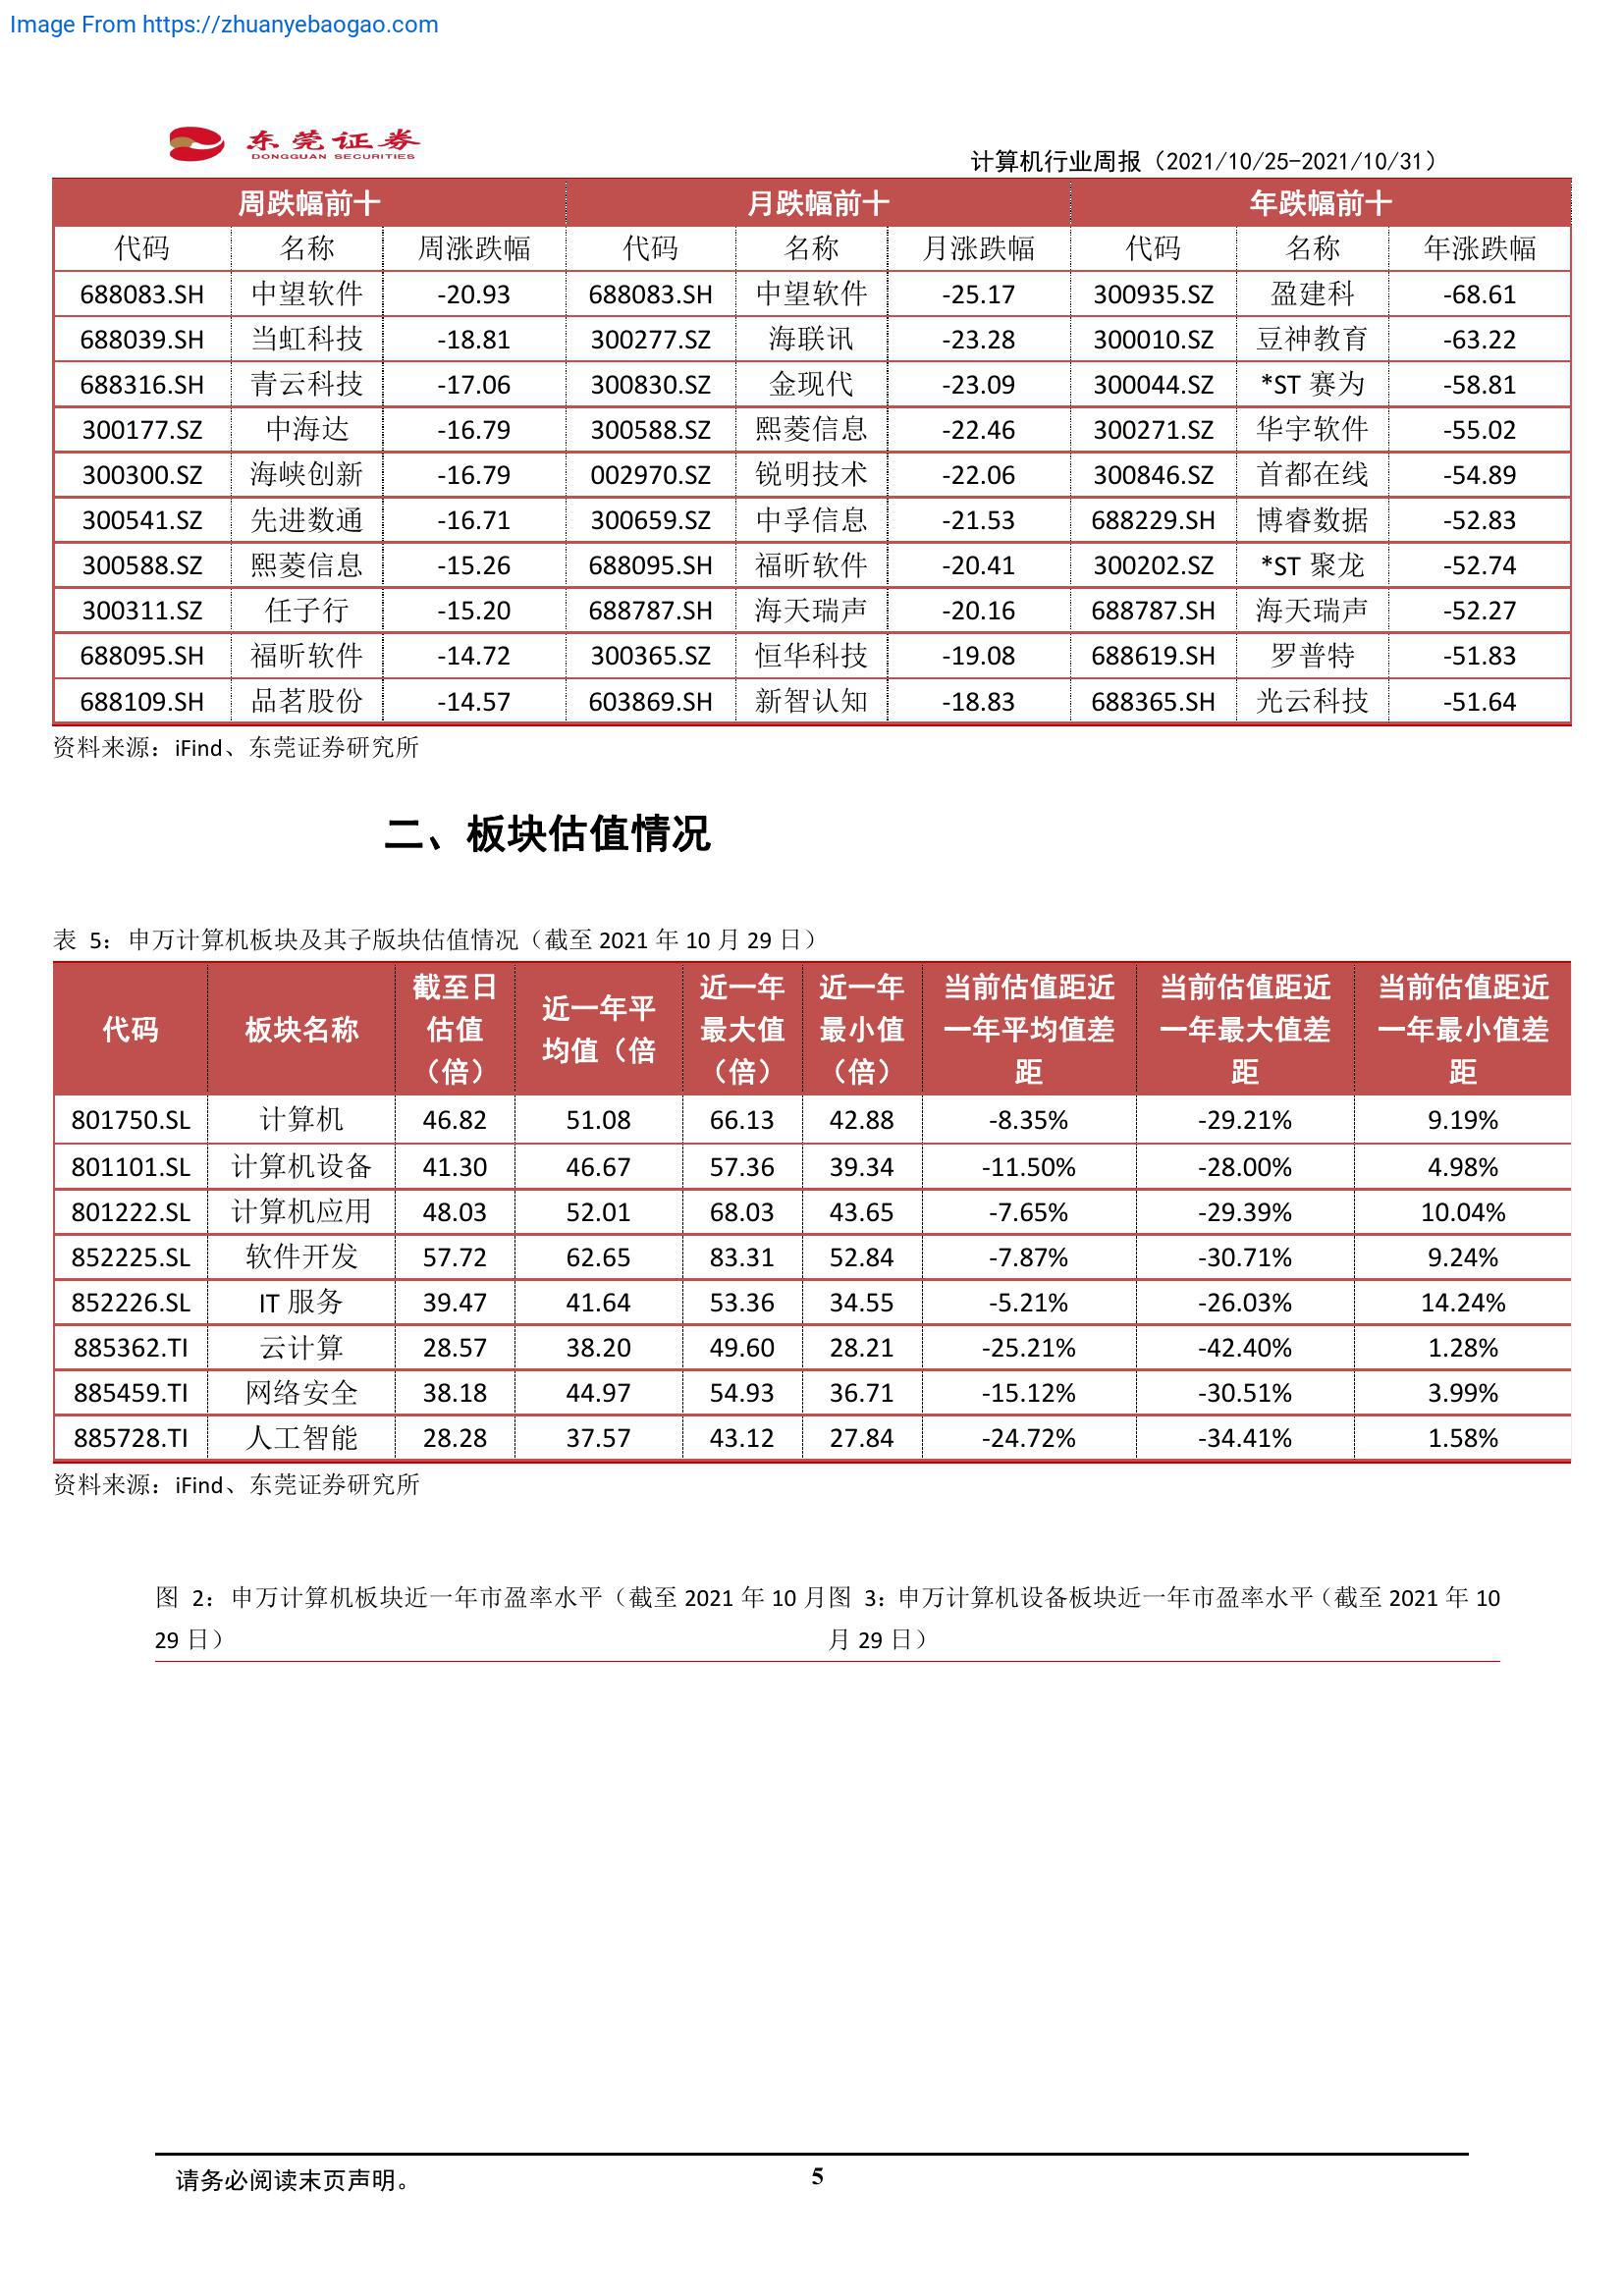 Image From https://zhuanyebaogao.com
东莞证券
DONGGUAN SECURITIES
计算机行业周报（2021/10/25-2021/10/31）
周跌幅前十 月跌幅前十 年跌幅前十
代码 名称 周涨跌幅 代码 名称 月涨跌幅 代码 名称 年涨跌幅
688083.SH 中望软件 -20.93 688083.SH 中望软件 -25.17 300935.SZ 盈建科 -68.61
688039.SH 当虹科技 -18.81 300277.SZ 海联讯 -23.28 300010.SZ 豆神教育 -63.22
688316.SH 青云科技 -17.06 300830.SZ 金现代 -23.09 300044.SZ *ST 赛为 -58.81
300177.SZ 中海达 -16.79 300588.SZ 熙菱信息 -22.46 300271.SZ 华宇软件 -55.02
300300.SZ 海峡创新 -16.79 002970.SZ 锐明技术 -22.06 300846.SZ 首都在线 -54.89
300541.SZ 先进数通 -16.71 300659.SZ 中孚信息 -21.53 688229.SH 博睿数据 -52.83
300588.SZ 熙菱信息 -15.26 688095.SH 福昕软件 -20.41 300202.SZ *ST 聚龙 -52.74
300311.SZ 任子行 -15.20 688787.SH 海天瑞声 -20.16 688787.SH 海天瑞声 -52.27
688095.SH 福昕软件 -14.72 300365.SZ 恒华科技 -19.08 688619.SH 罗普特 -51.83
688109.SH 品茗股份 -14.57 603869.SH 新智认知 -18.83 688365.SH 光云科技 -51.64
资料来源：iFind、东莞证券研究所
二、板块估值情况
表 5：申万计算机板块及其子版块估值情况（截至 2021 年 10 月 29 日）
代码 板块名称 截至日估值（倍） 近一年平均值（倍 近一年最大值（倍） 近一年最小值（倍） 当前估值距近一年平均值差距 当前估值距近一年最大值差距 当前估值距近一年最小值差距
801750.SL 计算机 46.82 51.08 66.13 42.88 -8.35% -29.21% 9.19%
801101.SL 计算机设备 41.30 46.67 57.36 39.34 -11.50% -28.00% 4.98%
801222.SL 计算机应用 48.03 52.01 68.03 43.65 -7.65% -29.39% 10.04%
852225.SL 软件开发 57.72 62.65 83.31 52.84 -7.87% -30.71% 9.24%
852226.SL IT 服务 39.47 41.64 53.36 34.55 -5.21% -26.03% 14.24%
885362.TI 云计算 28.57 38.20 49.60 28.21 -25.21% -42.40% 1.28%
885459.TI 网络安全 38.18 44.97 54.93 36.71 -15.12% -30.51% 3.99%
885728.TI 人工智能 28.28 37.57 43.12 27.84 -24.72% -34.41% 1.58%
资料来源：iFind、东莞证券研究所
图 2：申万计算机板块近一年市盈率水平（截至 2021 年 10 月
29 日）
图 3：申万计算机设备板块近一年市盈率水平（截至 2021 年 10
月 29 日）
请务必阅读末页声明。
5